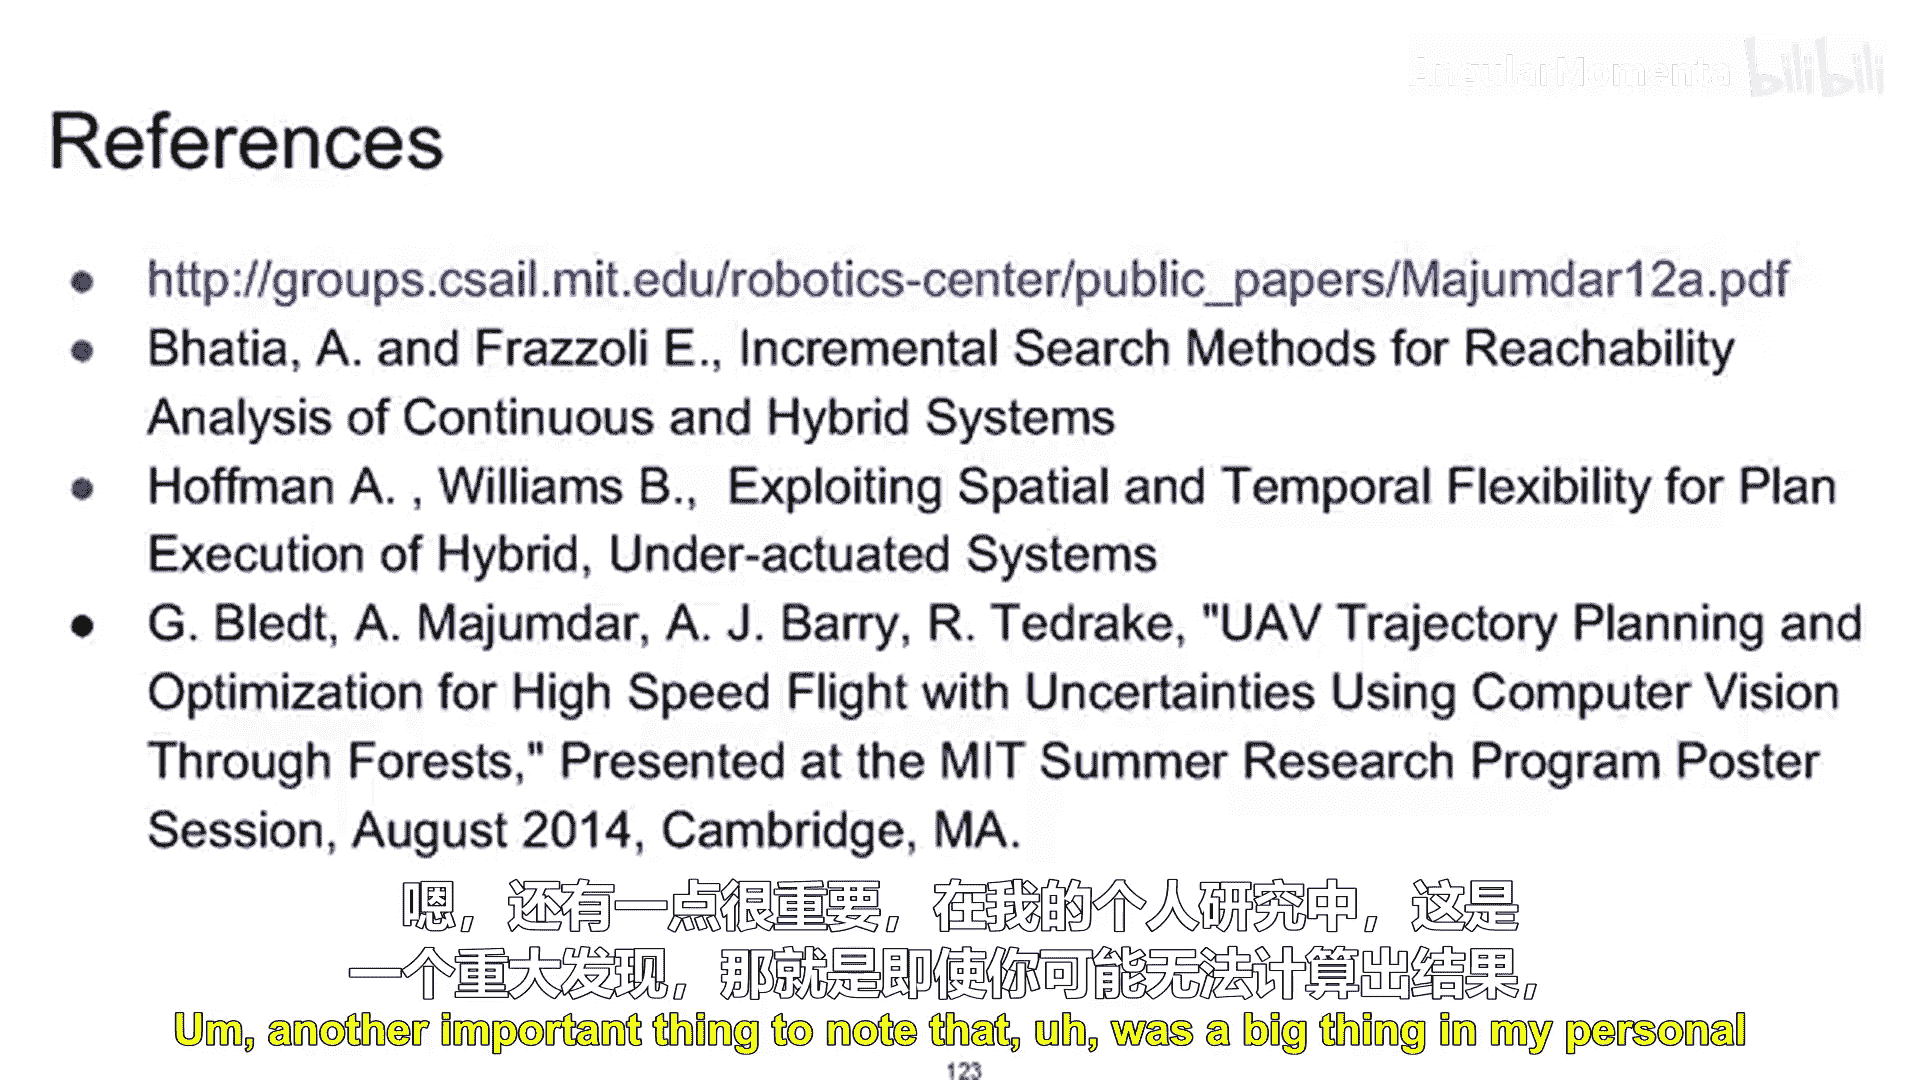 AngularMomenta bilibili
References
● http://groups.csail.mit.edu/robotics-center/public_papers/Majumdar12a.pdf
● Bhatia, A. and Frazzoli E., Incremental Search Methods for Reachability
Analysis of Continuous and Hybrid Systems
● Hoffman A. , Williams B., Exploiting Spatial and Temporal Flexibility for Plan
Execution of Hybrid, Under-actuated Systems
● G. Bledt, A. Majumdar, A. J. Barry, R. Tedrake, "UAV Trajectory Planning and
Optimization for High Speed Flight with Uncertainties Using Computer Vision
Through Forests," Presented at the MIT Summer Research Program Poster
Session, August 2014, Cambridge, MA.
嗯，还有一点很重要，在我的个人研究中，这是
一个重大发现，那就是即使你可能无法计算出结果，
Um, another important thing to note that, uh, was a big thing in my personal
123